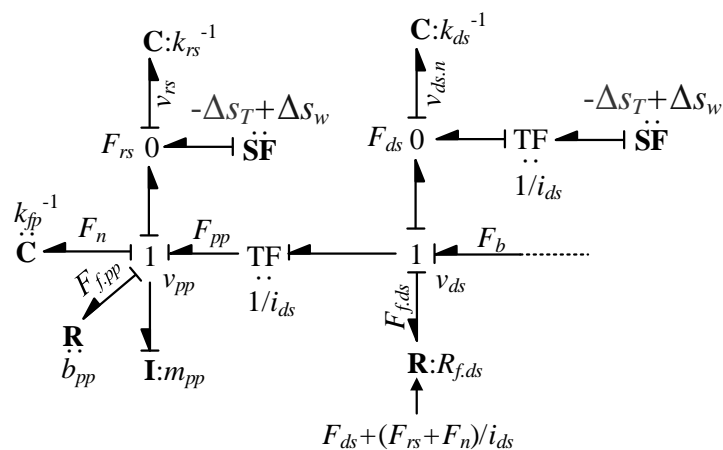 C:k_rs^-1
C:k_ds^-1
v_rs
v_ds.n
-Δs_T+Δs_w
-Δs_T+Δs_w
F_rs 0
SF
F_ds 0
TF
SF
1/i_ds
k_fp^-1
F_n
F_pp
F_b
C
1
TF
1
F_f.pp
v_pp
v_ds
1/i_ds
F_f.ds
R
b_pp
I:m_pp
R:R_f.ds
F_ds+(F_rs+F_n)/i_ds